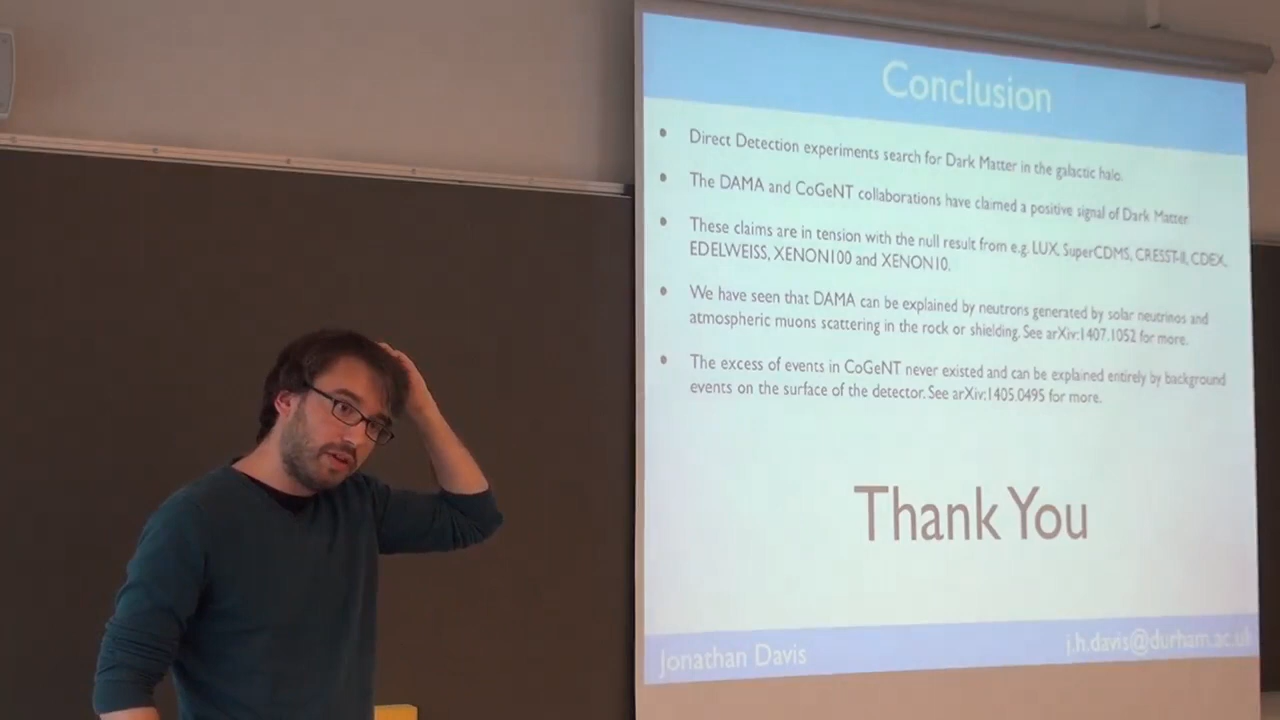 Conclusion
• Direct Detection experiments search for Dark Matter in the galactic halo.
• The DAMA and CoGeNT collaborations have claimed a positive signal of Dark Matter
• These claims are in tension with the null result from e.g. LUX, SuperCDMS, CRESST-II, CDEX,
EDELWEISS, XENON100 and XENON10.
• We have seen that DAMA can be explained by neutrons generated by solar neutrinos and
atmospheric muons scattering in the rock or shielding. See arXiv:1407.1052 for more.
• The excess of events in CoGeNT never existed and can be explained entirely by background
events on the surface of the detector. See arXiv:1405.0495 for more.
Thank You
Jonathan Davis
j.h.davis@durham.ac.uk